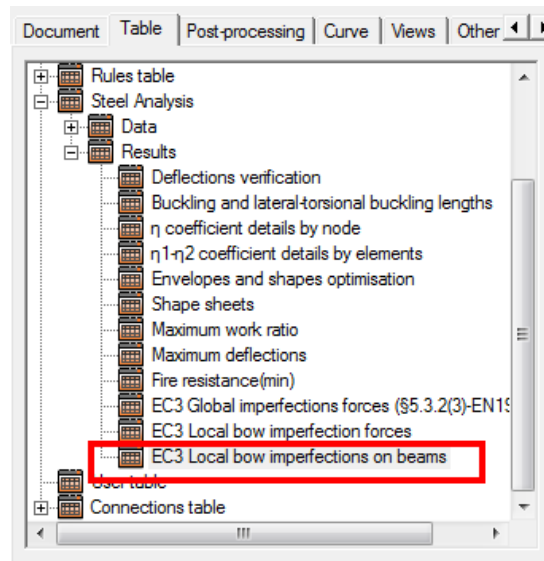 Document Table Post-processing Curve Views Other
Rules table
Steel Analysis
Data
Results
Deflections verification
Buckling and lateral-torsional buckling lengths
η coefficient details by node
η1-η2 coefficient details by elements
Envelopes and shapes optimisation
Shape sheets
Maximum work ratio
Maximum deflections
Fire resistance(min)
EC3 Global imperfections forces (§5.3.2(3)-EN19
EC3 Local bow imperfection forces
EC3 Local bow imperfections on beams
User table
Connections table